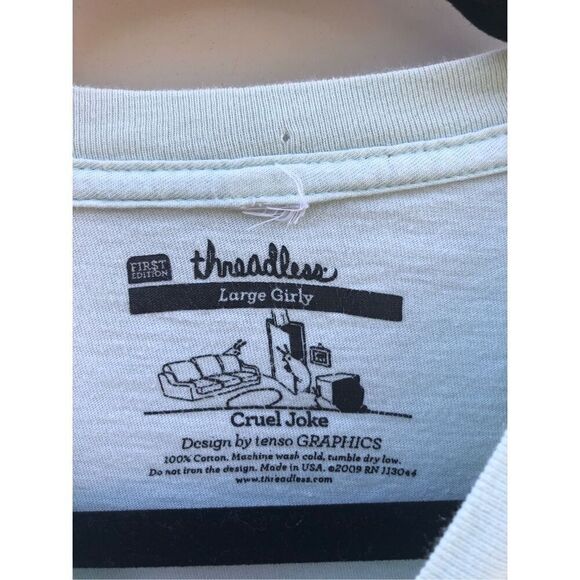 FIRST
EDITION
threadless
Large Girly
Cruel Joke
Design by tenso GRAPHICS
100% Cotton. Machine wash cold, tumble dry low.
Do not iron the design. Made in USA. ©2009 RN 113044
www.threadless.com